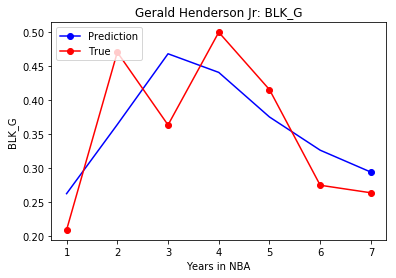 Gerald Henderson Jr: BLK_G
Prediction
True
0.50
0.45
0.40
0.35
0.30
0.25
0.20
BLK_G
1 2 3 4 5 6 7
Years in NBA